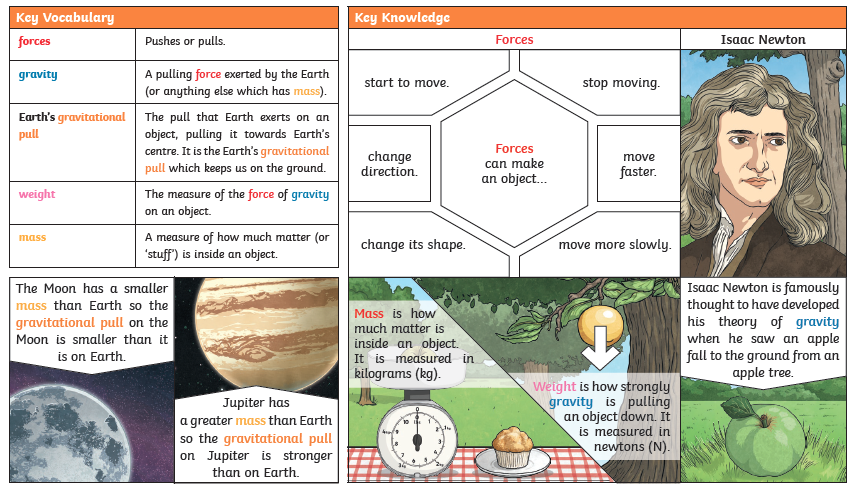 Key Vocabulary
forces
Pushes or pulls.
gravity
A pulling force exerted by the Earth
(or anything else which has mass).
Earth's gravitational
pull
The pull that Earth exerts on an
object, pulling it towards Earth's
centre. It is the Earth's gravitational
pull which keeps us on the ground.
weight
The measure of the force of gravity
on an object.
mass
A measure of how much matter (or
'stuff') is inside an object.
The Moon has a smaller
mass than Earth so the
gravitational pull on the
Moon is smaller than it
is on Earth.
Jupiter has
a greater mass than Earth
so the gravitational pull
on Jupiter is stronger
than on Earth.
Key Knowledge
Forces
start to move.
stop moving.
change
direction.
Forces
can make
an object...
move
faster.
change its shape.
move more slowly.
Mass is how
much matter is
inside an object.
It is measured in
kilograms (kg).
Weight is how strongly
gravity is pulling
an object down. It
is measured in
newtons (N).
Isaac Newton
Isaac Newton is famously
thought to have developed
his theory of gravity
when he saw an apple
fall to the ground from an
apple tree.